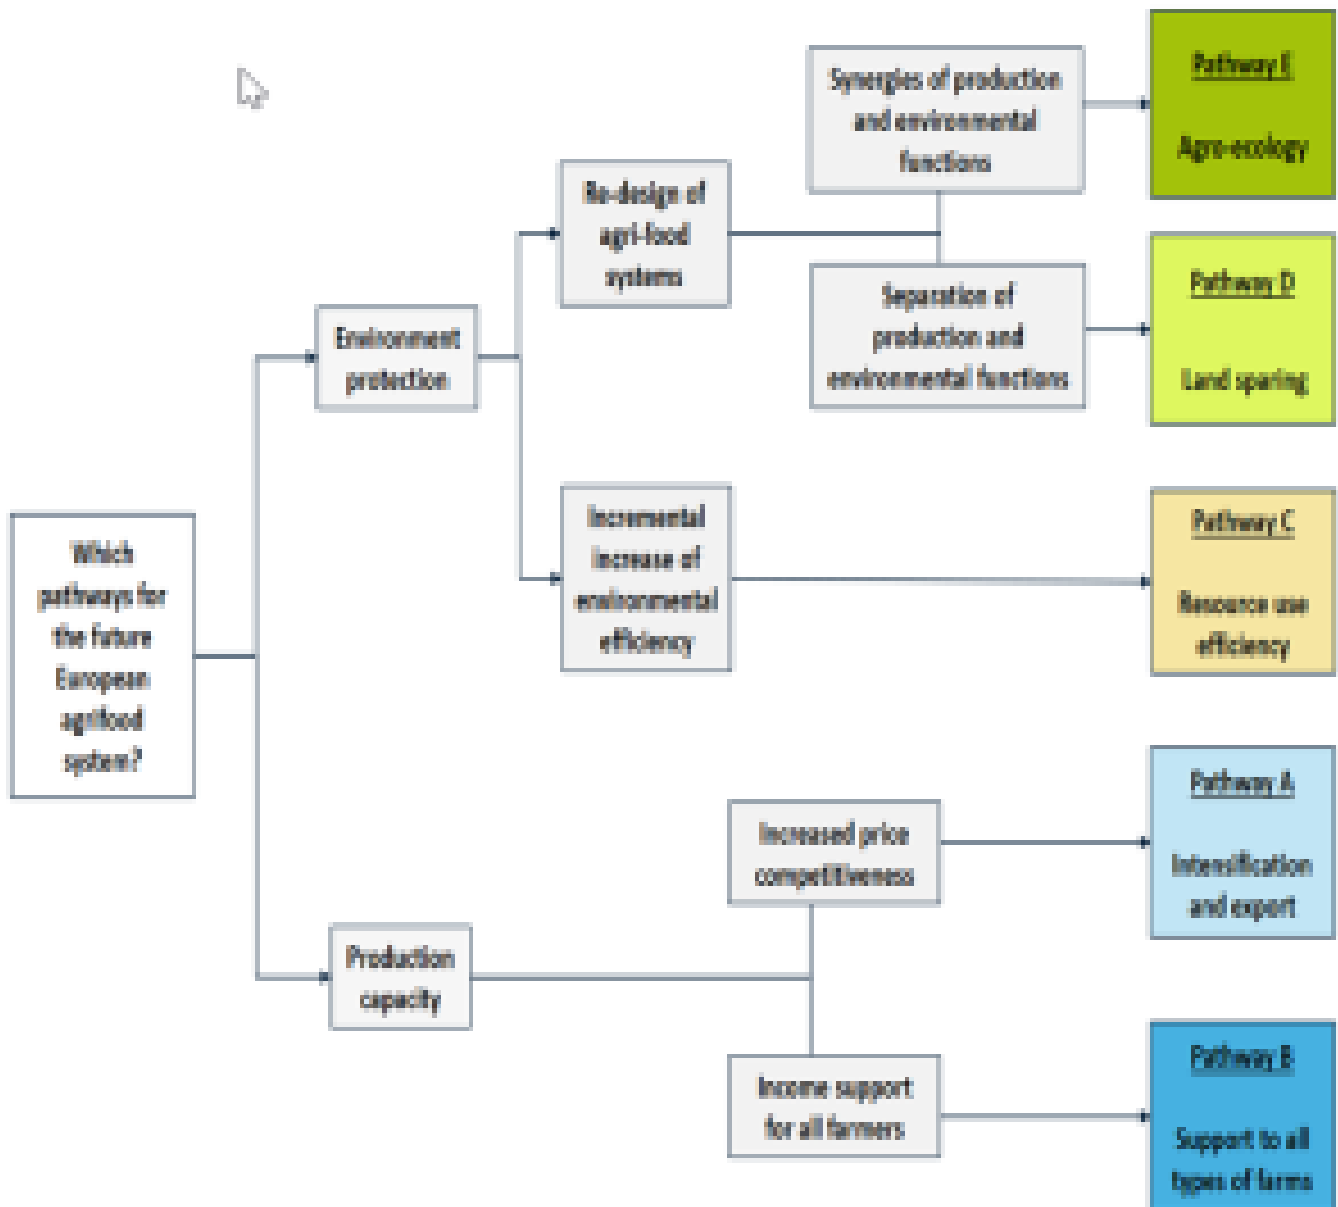 Which
pathways for
the future
European
agrifood
system?
Environment
protection
Production
capacity
Re-design of
agri-food
systems
Incremental
increase of
environmental
efficiency
Synergies of production
and environmental
functions
Separation of
production and
environmental functions
Increased price
competitiveness
Income support
for all farmers
Pathway E
Agro-ecology
Pathway D
Land sparing
Pathway C
Resource use
efficiency
Pathway A
Intensification
and export
Pathway B
Support to all
types of farms